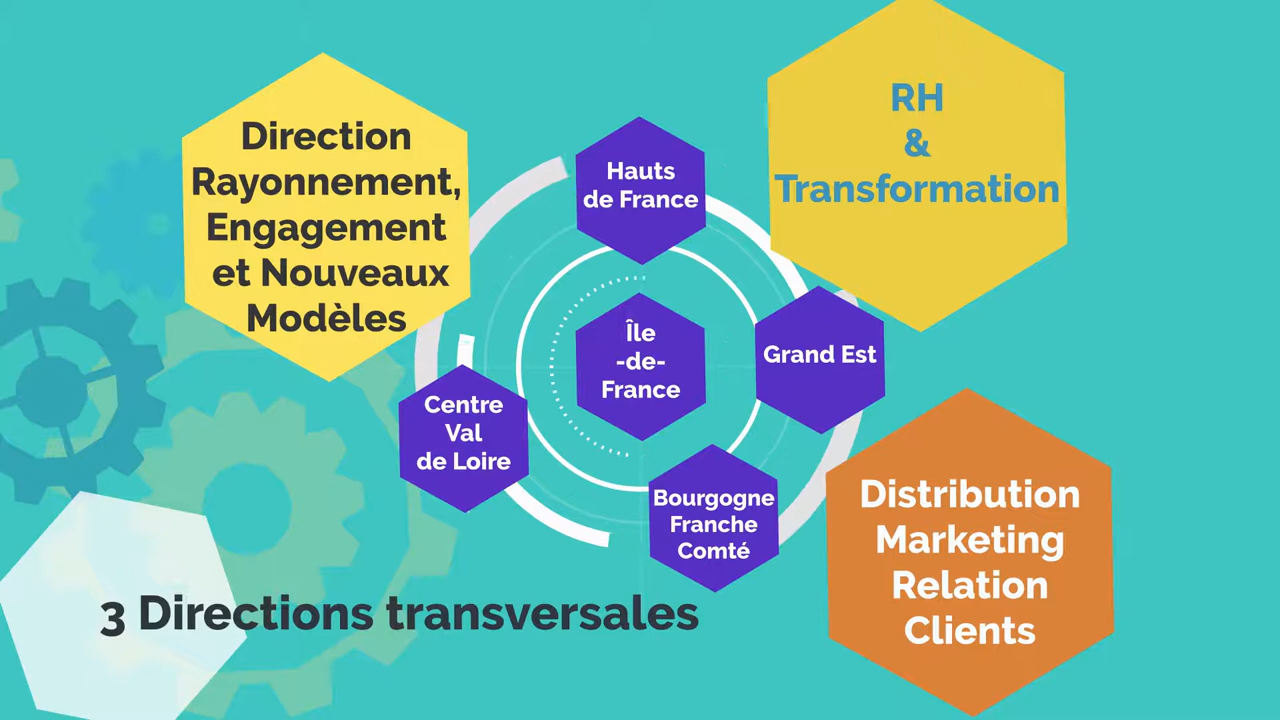 Direction
Rayonnement,
Engagement
et Nouveaux
Modèles
RH
&
Transformation
Hauts
de France
Île
-de-
France
Grand Est
Centre
Val
de Loire
Bourgogne
Franche
Comté
Distribution
Marketing
Relation
Clients
3 Directions transversales